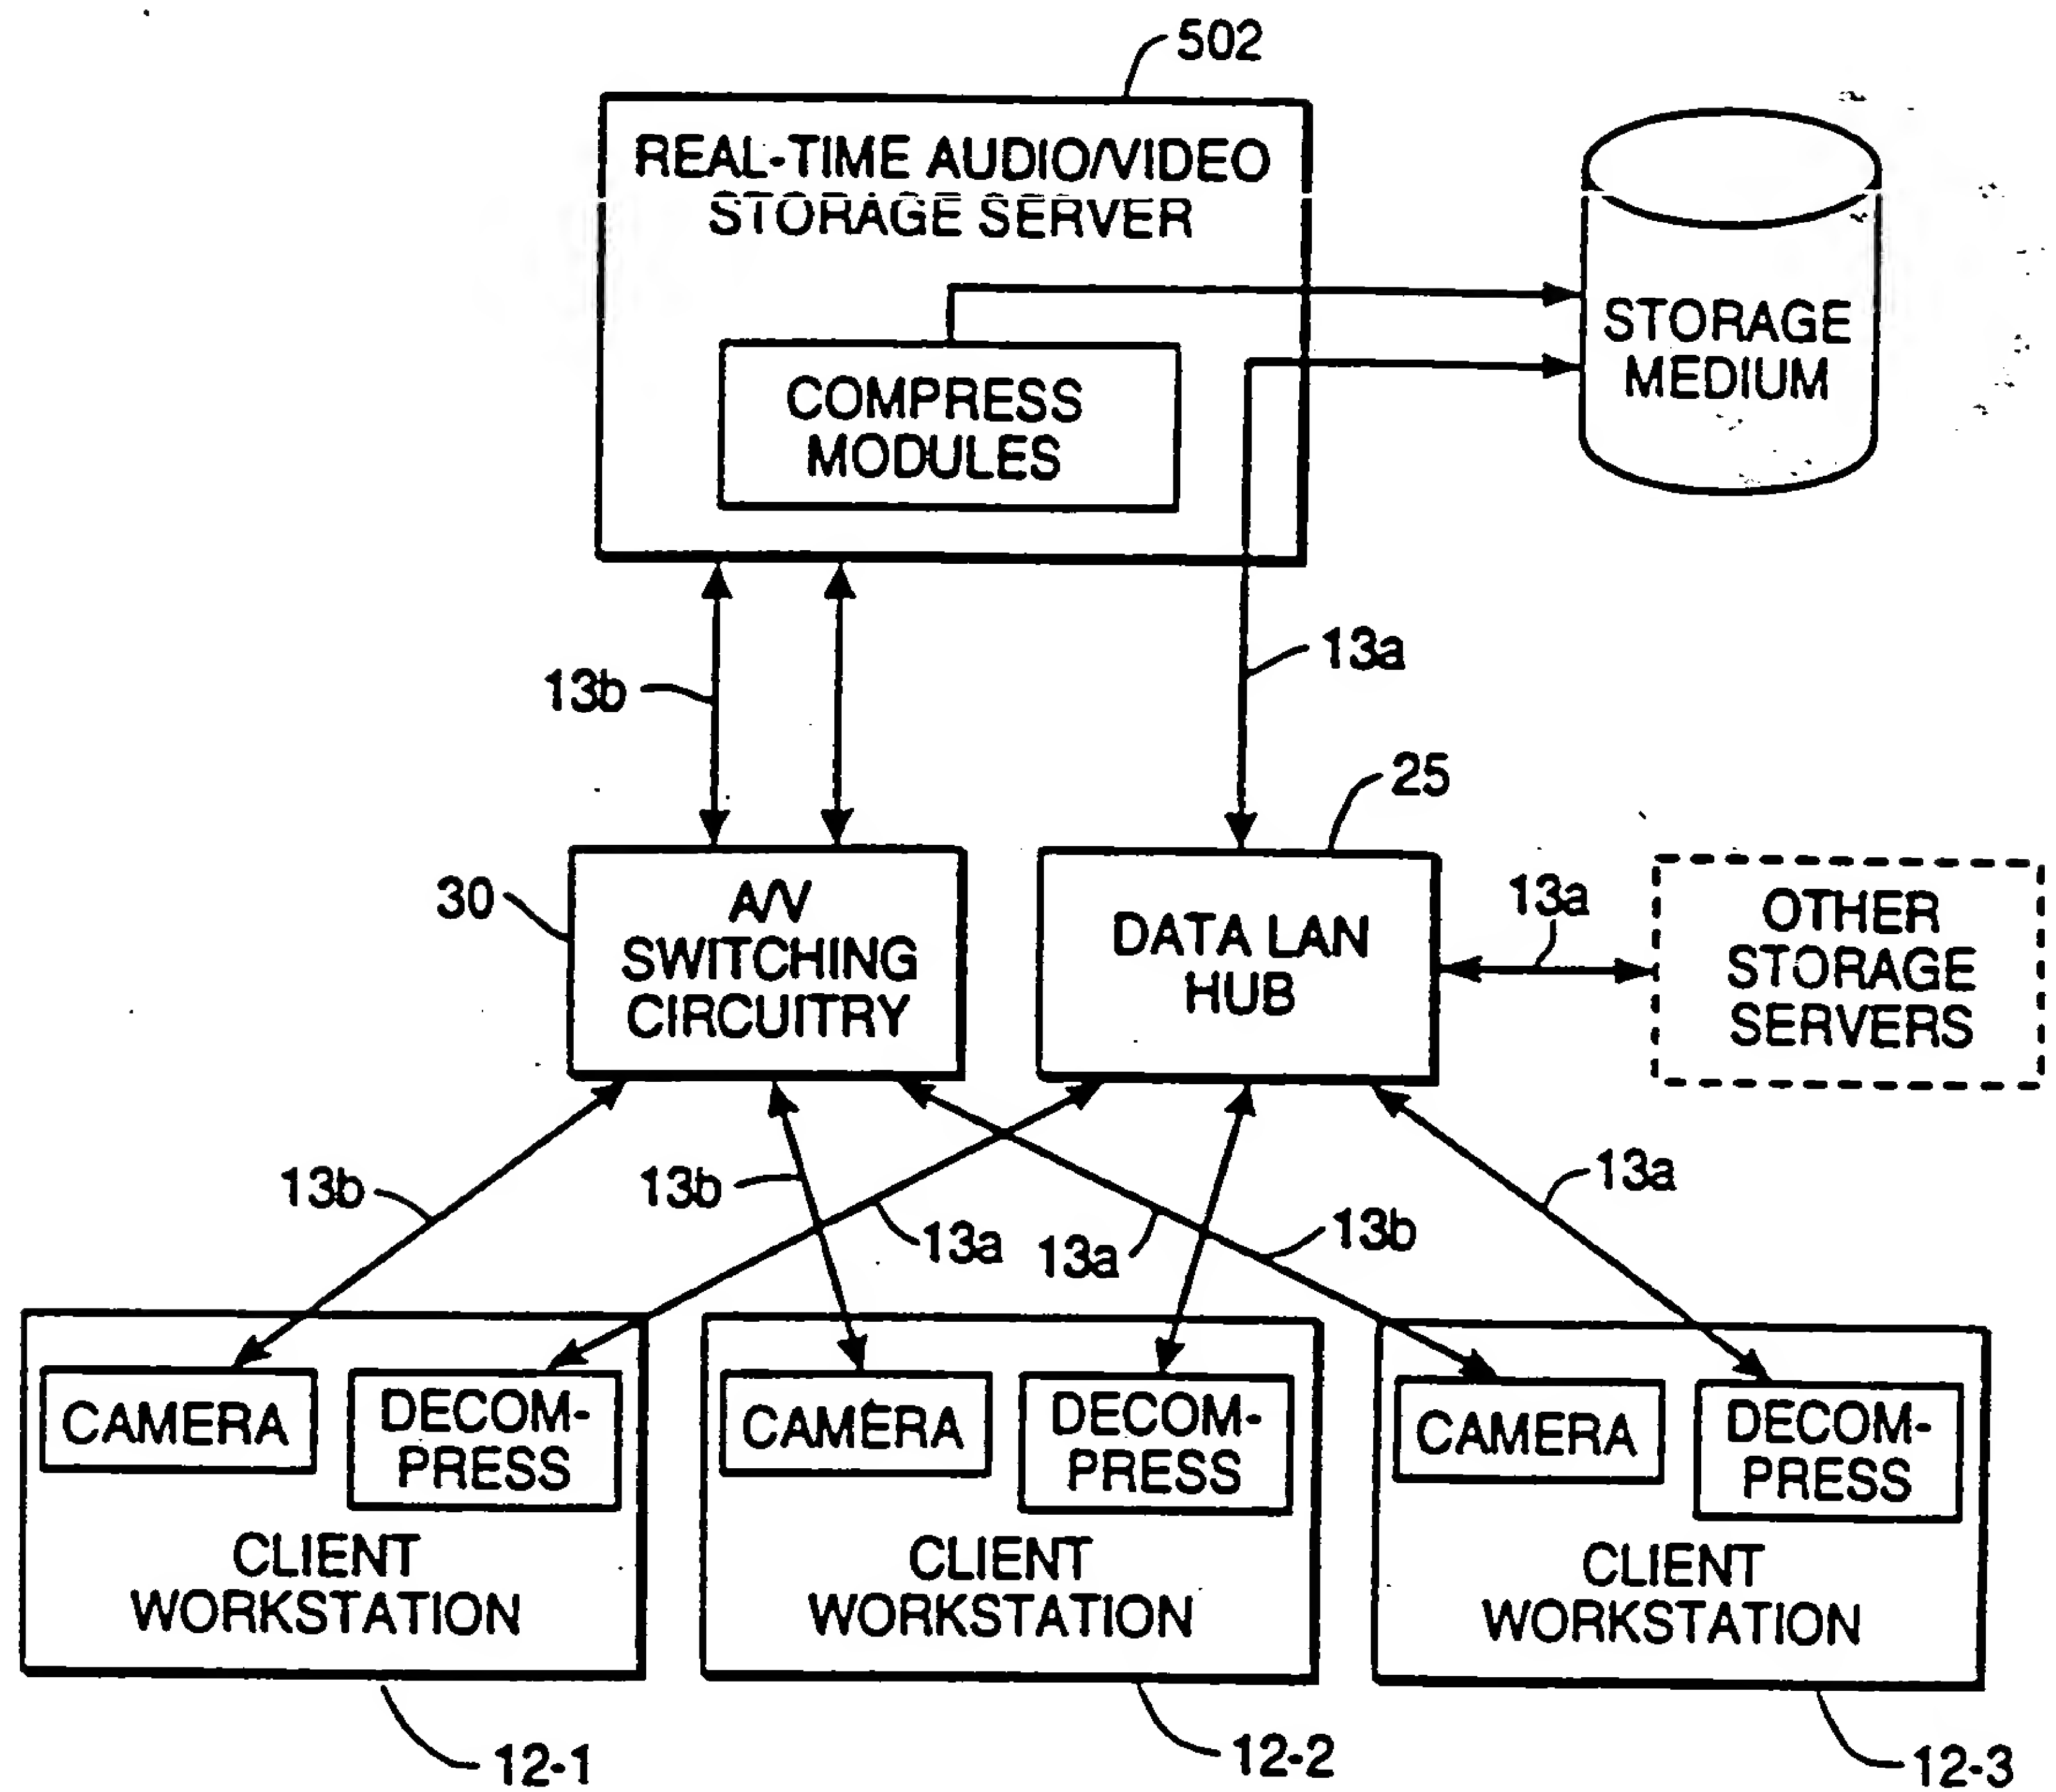 502
REAL-TIME AUDIO/VIDEO
STORAGE SERVER
STORAGE
MEDIUM
COMPRESS
MODULES
13b
13a
25
30
A/V
SWITCHING
CIRCUITRY
DATA LAN
HUB
13a
OTHER
STORAGE
SERVERS
13b
13b
13a
13a
13b
13a
CAMERA
DECOM-
PRESS
CLIENT
WORKSTATION
CAMERA
DECOM-
PRESS
CLIENT
WORKSTATION
CAMERA
DECOM-
PRESS
CLIENT
WORKSTATION
12-1
12-2
12-3